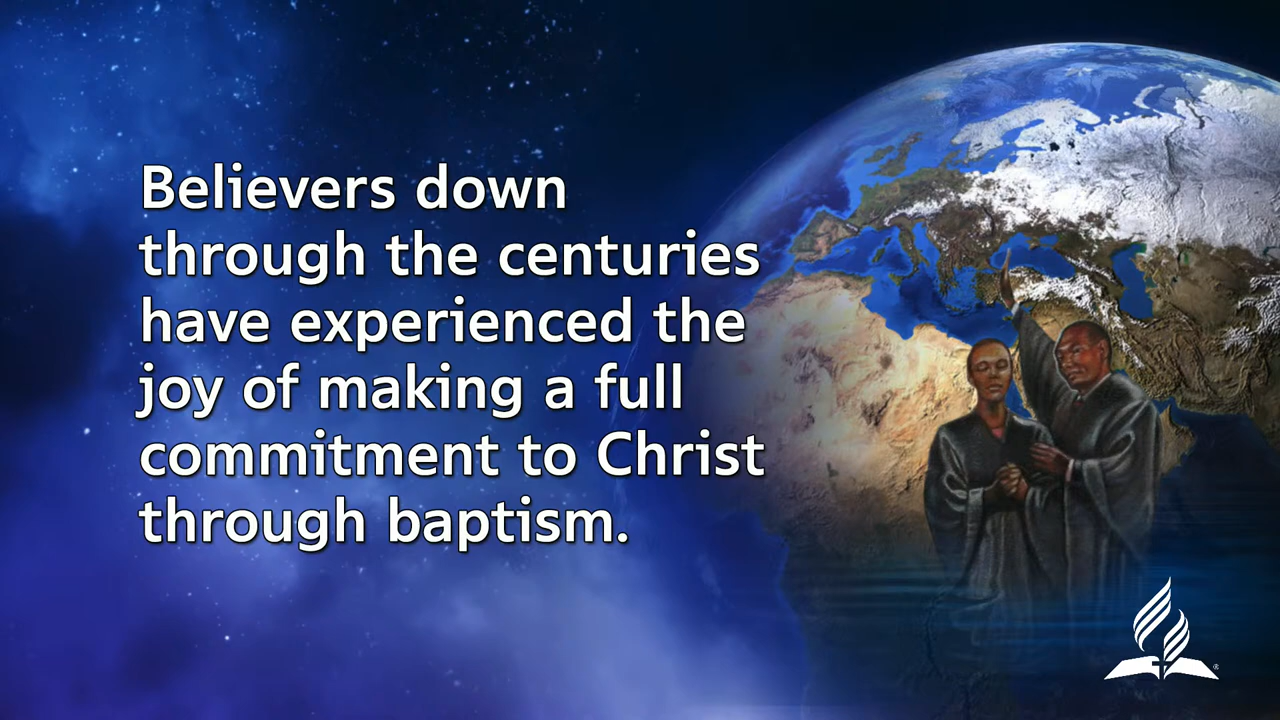 Believers down
through the centuries
have experienced the
joy of making a full
commitment to Christ
through baptism.
®